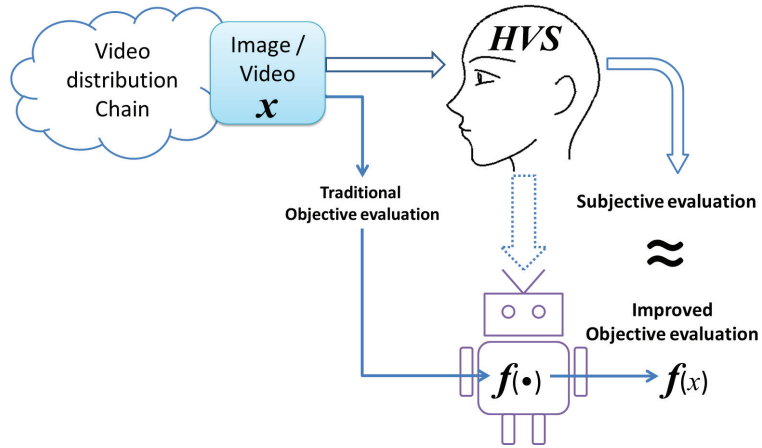 Video
distribution
Chain
Image /
Video
x
HVS
Traditional
Objective evaluation
Subjective evaluation
≈
Improved
Objective evaluation
f(•)
f(x)